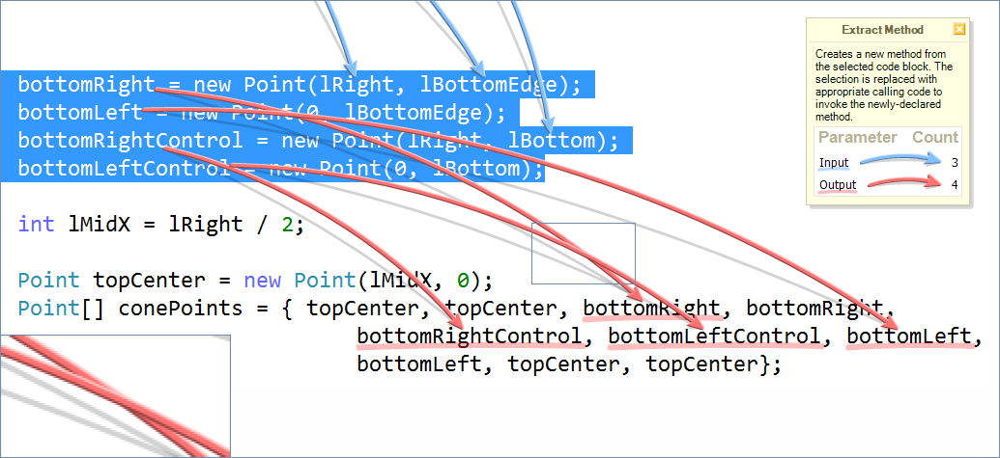 bottomRight = new Point(lRight, lBottomEdge);
bottomLeft = new Point(0, lBottomEdge);
bottomRightControl = new Point(lRight, lBottom);
bottomLeftControl = new Point(0, lBottom);
int lMidX = lRight / 2;
Point topCenter = new Point(lMidX, 0);
Point[] conePoints = { topCenter, topCenter, bottomRight, bottomRight,
bottomRightControl, bottomLeftControl, bottomLeft,
bottomLeft, topCenter, topCenter};
Extract Method
Creates a new method from
the selected code block. The
selection is replaced with
appropriate calling code to
invoke the newly-declared
method.
Parameter Count
Input 3
Output 4